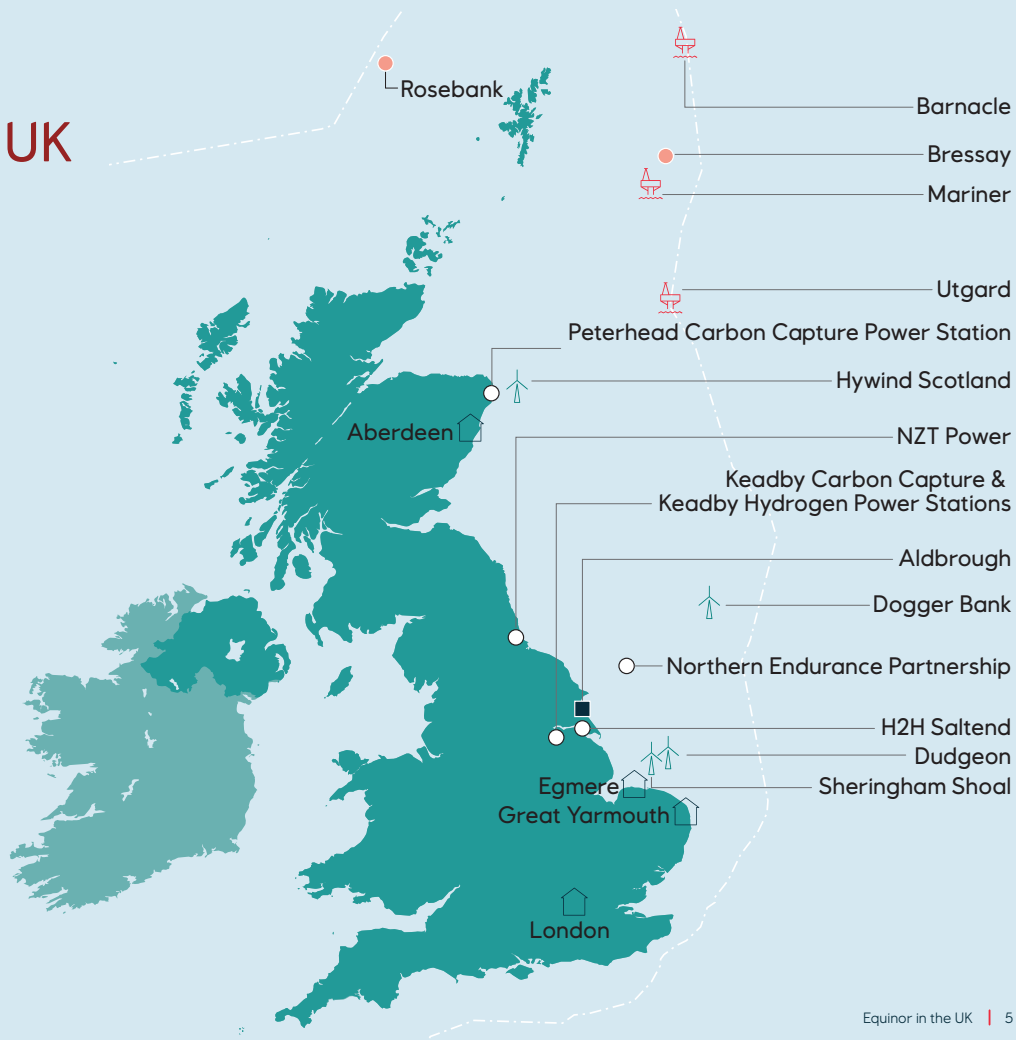 Rosebank
UK
Barnacle
Bressay
Mariner
Utgard
Peterhead Carbon Capture Power Station
Hywind Scotland
Aberdeen
NZT Power
Keadby Carbon Capture &
Keadby Hydrogen Power Stations
Aldbrough
Dogger Bank
Northern Endurance Partnership
H2H Saltend
Dudgeon
Egmere
Sheringham Shoal
Great Yarmouth
London
Equinor in the UK | 5